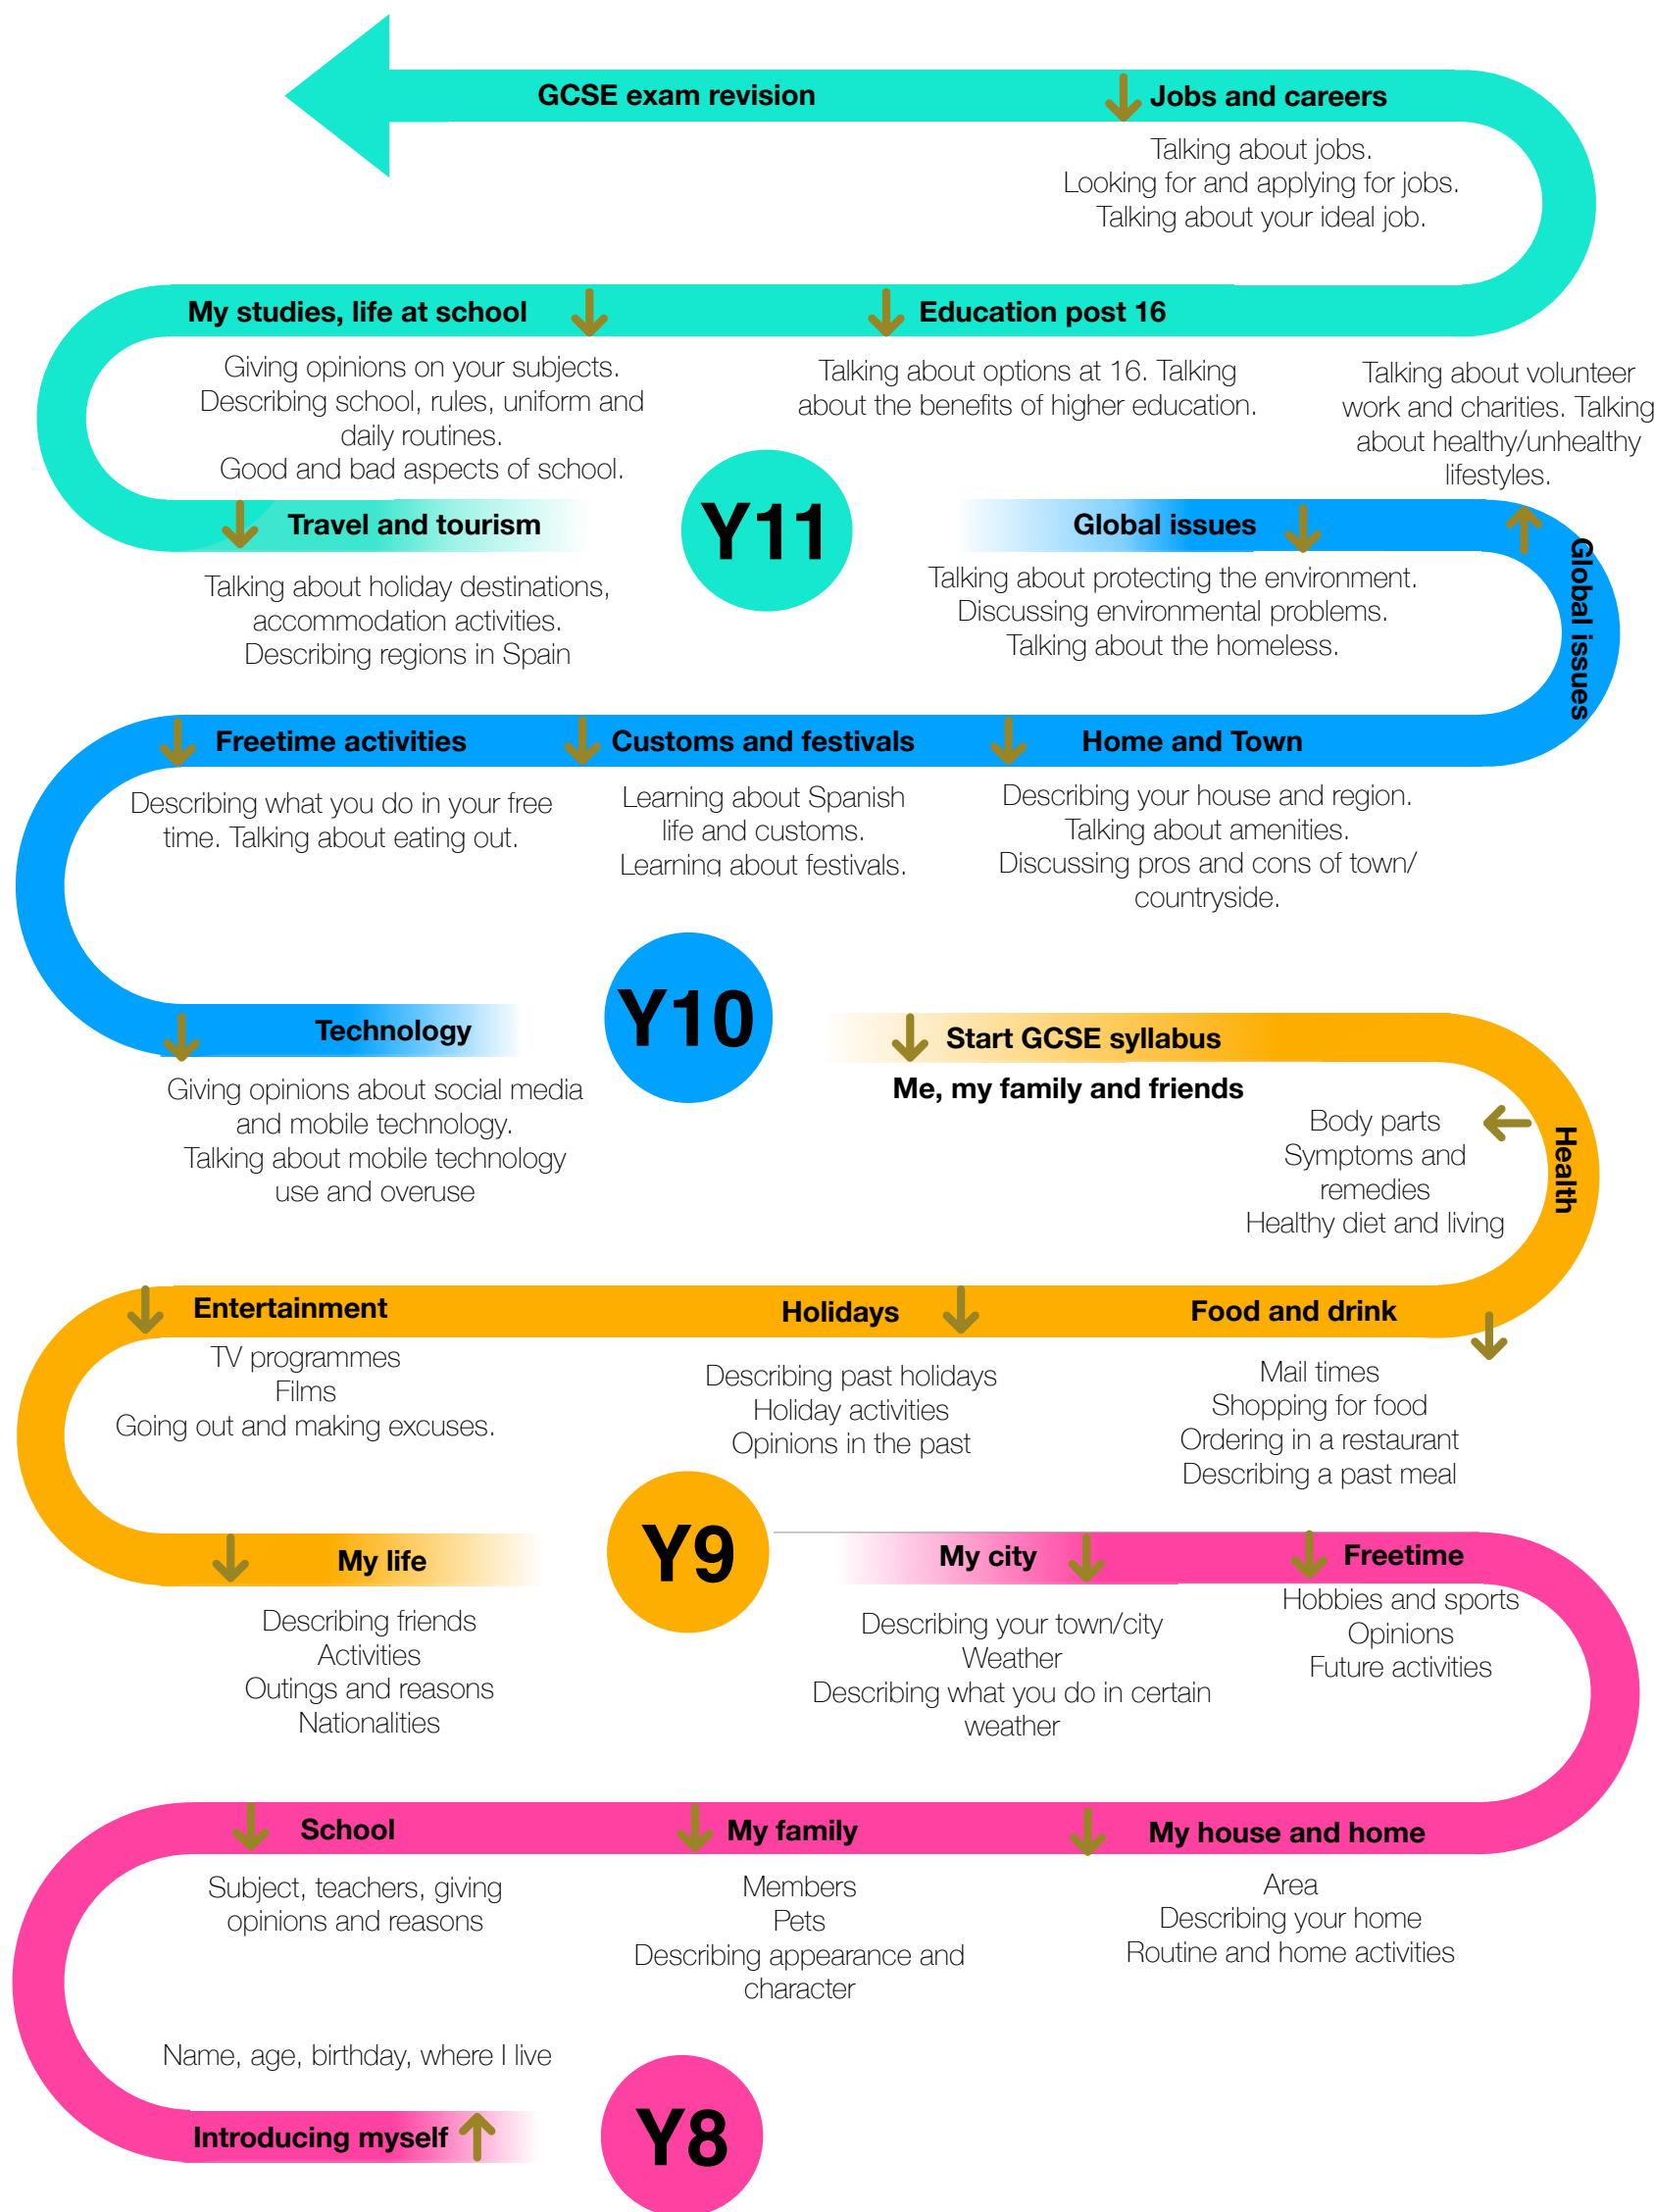 GCSE exam revision
Jobs and careers
Talking about jobs.
Looking for and applying for jobs.
Talking about your ideal job.
My studies, life at school
Education post 16
Giving opinions on your subjects.
Describing school, rules, uniform and
daily routines.
Good and bad aspects of school.
Talking about options at 16. Talking
about the benefits of higher education.
Talking about volunteer
work and charities. Talking
about healthy/unhealthy
lifestyles.
Y11
Travel and tourism
Global issues
Global issues
Talking about holiday destinations,
accommodation activities.
Describing regions in Spain
Talking about protecting the environment.
Discussing environmental problems.
Talking about the homeless.
Freetime activities
Customs and festivals
Home and Town
Describing what you do in your free
time. Talking about eating out.
Learning about Spanish
life and customs.
Learning about festivals.
Describing your house and region.
Talking about amenities.
Discussing pros and cons of town/
countryside.
Y10
Technology
Start GCSE syllabus
Me, my family and friends
Giving opinions about social media
and mobile technology.
Talking about mobile technology
use and overuse
Body parts
Symptoms and
remedies
Healthy diet and living
Health
Entertainment
Holidays
Food and drink
TV programmes
Films
Going out and making excuses.
Describing past holidays
Holiday activities
Opinions in the past
Mail times
Shopping for food
Ordering in a restaurant
Describing a past meal
Y9
My life
My city
Freetime
Describing friends
Activities
Outings and reasons
Nationalities
Describing your town/city
Weather
Describing what you do in certain
weather
Hobbies and sports
Opinions
Future activities
School
My family
My house and home
Subject, teachers, giving
opinions and reasons
Members
Pets
Describing appearance and
character
Area
Describing your home
Routine and home activities
Name, age, birthday, where I live
Introducing myself
Y8